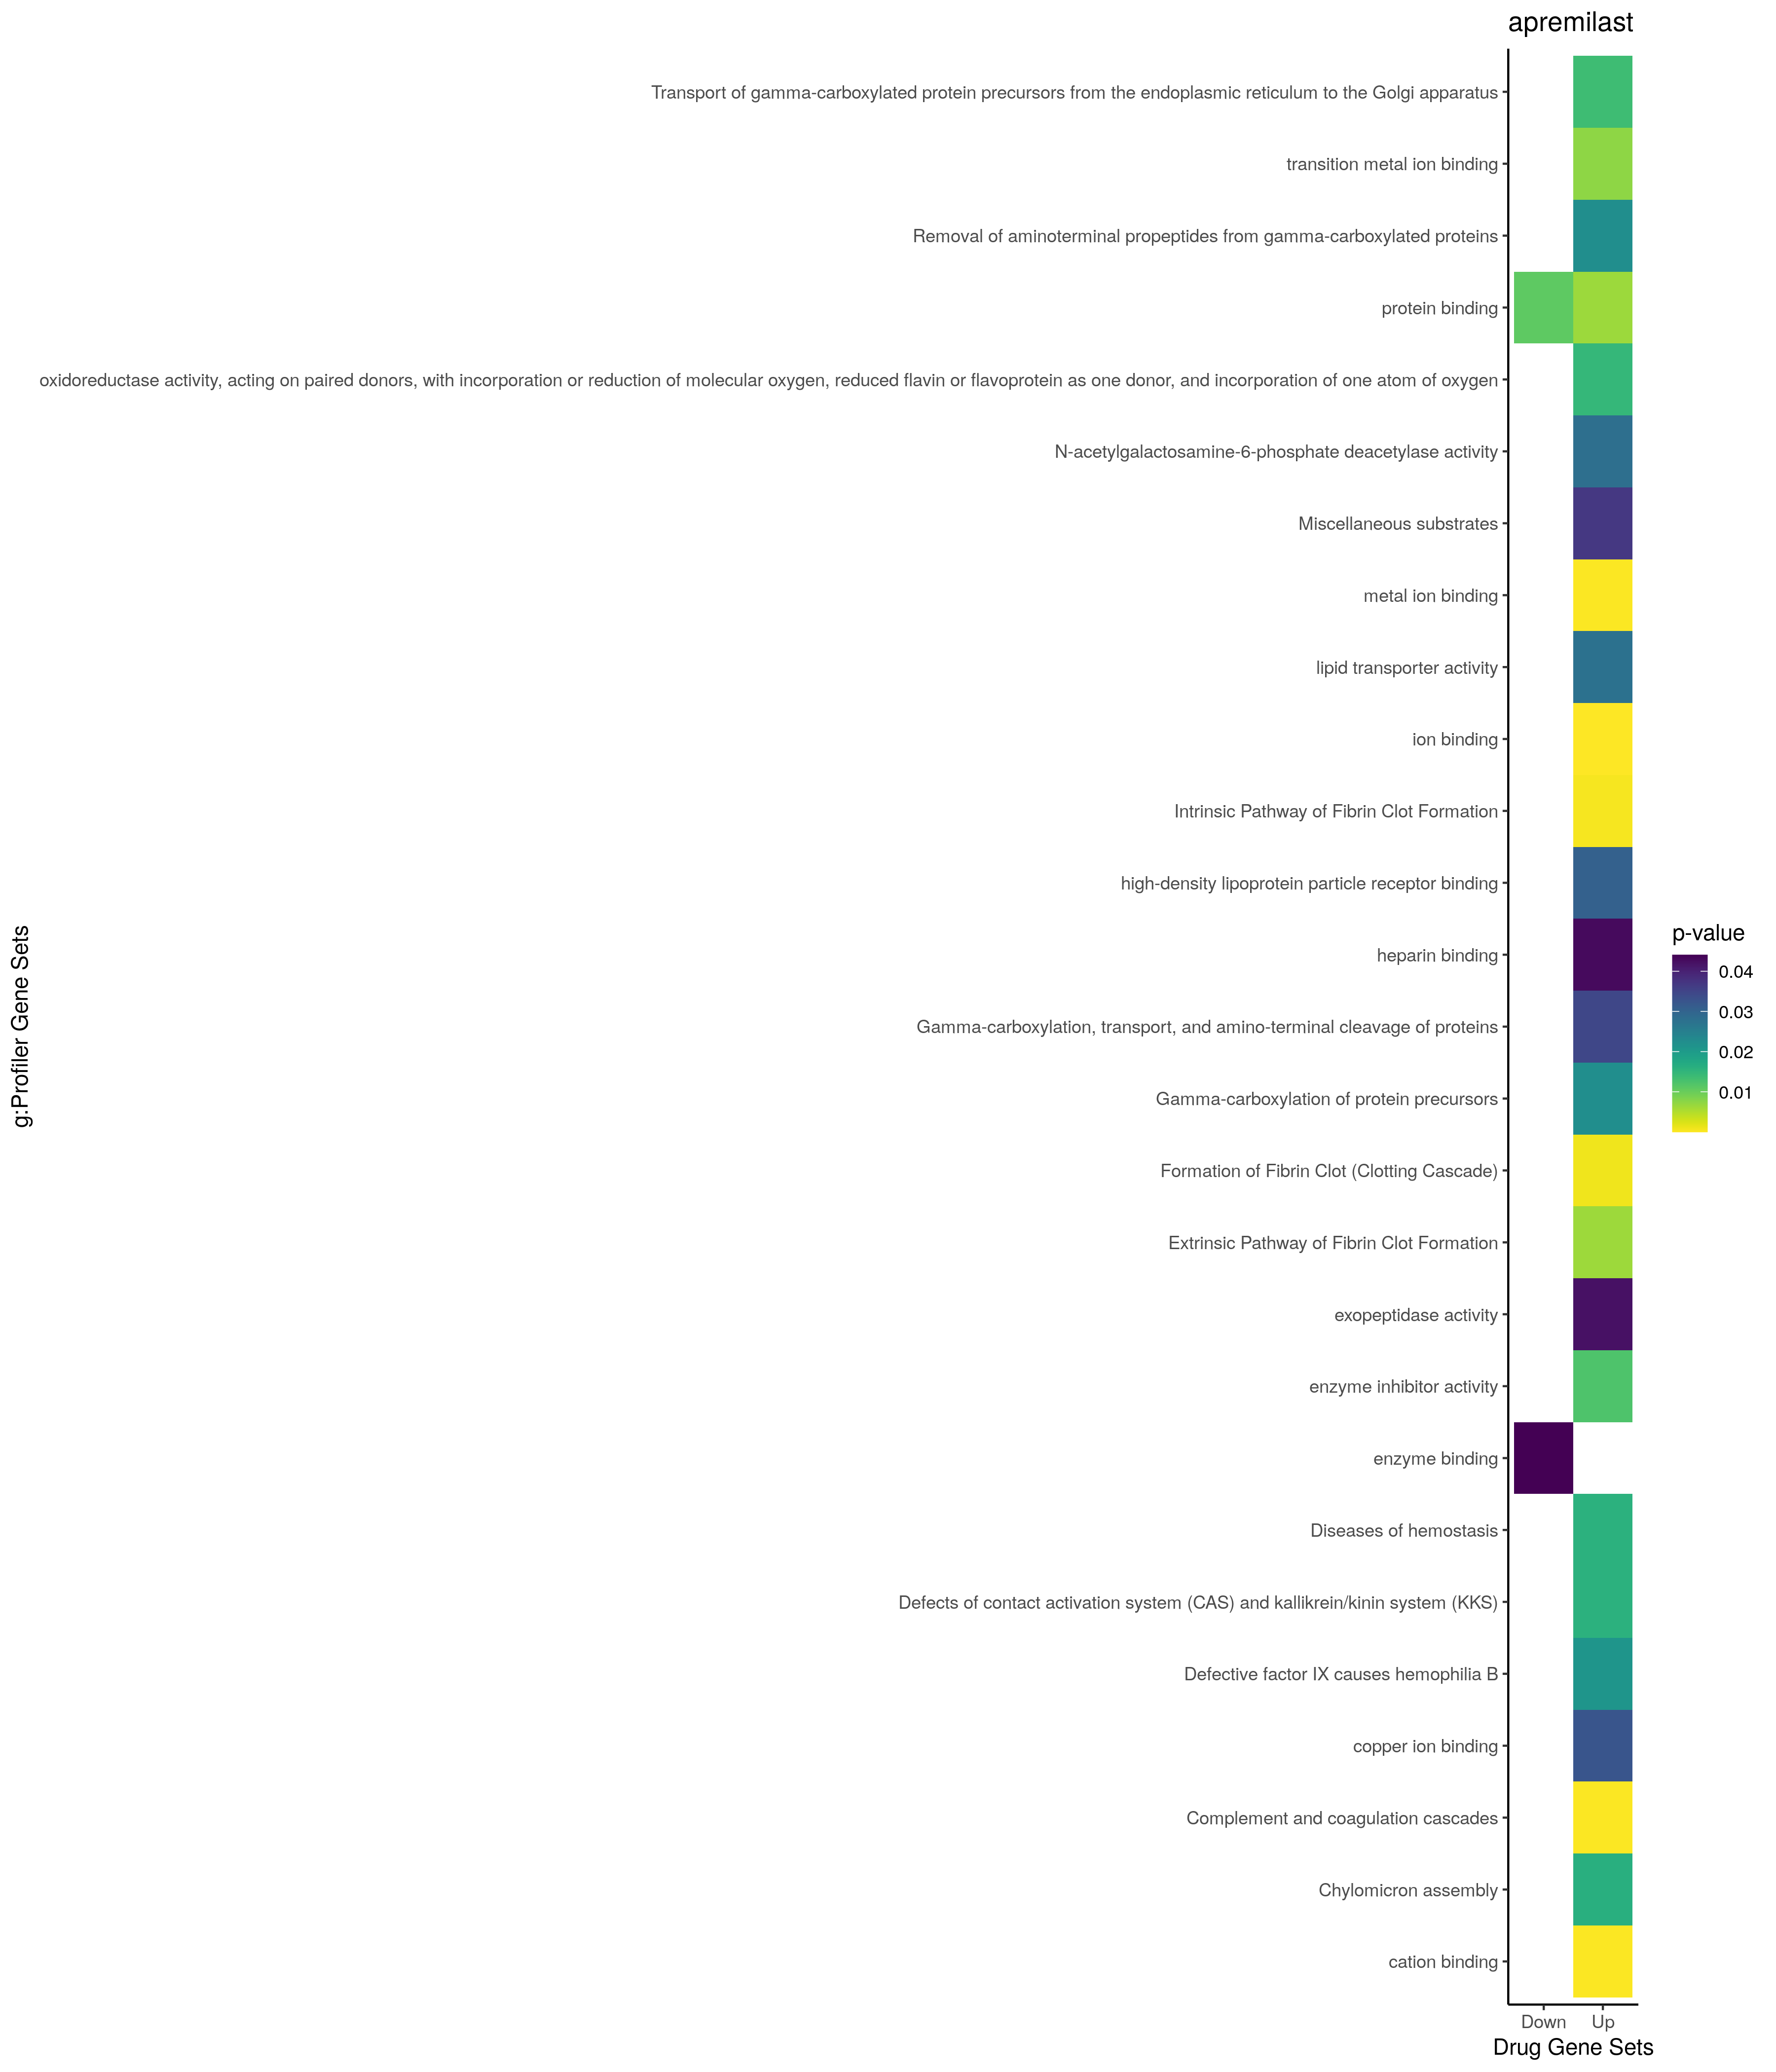 apremilast
Transport of gamma-carboxylated protein precursors from the endoplasmic reticulum to the Golgi apparatus
transition metal ion binding
Removal of aminoterminal propeptides from gamma-carboxylated proteins
protein binding
oxidoreductase activity, acting on paired donors, with incorporation or reduction of molecular oxygen, reduced flavin or flavoprotein as one donor, and incorporation of one atom of oxygen
N-acetylgalactosamine-6-phosphate deacetylase activity
Miscellaneous substrates
metal ion binding
lipid transporter activity
ion binding
Intrinsic Pathway of Fibrin Clot Formation
high-density lipoprotein particle receptor binding
heparin binding
Gamma-carboxylation, transport, and amino-terminal cleavage of proteins
Gamma-carboxylation of protein precursors
Formation of Fibrin Clot (Clotting Cascade)
Extrinsic Pathway of Fibrin Clot Formation
exopeptidase activity
enzyme inhibitor activity
enzyme binding
Diseases of hemostasis
Defects of contact activation system (CAS) and kallikrein/kinin system (KKS)
Defective factor IX causes hemophilia B
copper ion binding
Complement and coagulation cascades
Chylomicron assembly
cation binding
g:Profiler Gene Sets
Down Up
Drug Gene Sets
p-value
0.04
0.03
0.02
0.01